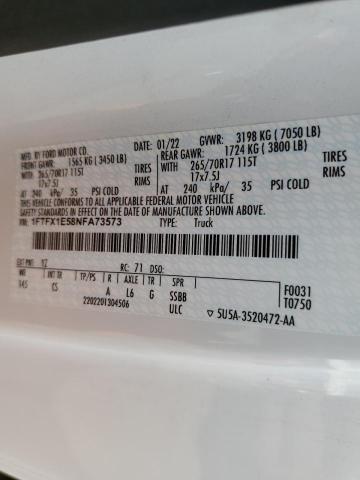 MFD. BY FORD MOTOR CO.
DATE: 01/22 GVWR: 3198 KG ( 7050 LB)
FRONT GAWR: 1565 KG ( 3450 LB) REAR GAWR: 1724 KG ( 3800 LB)
WITH 265/70R17 115T TIRES WITH 265/70R17 115T TIRES
17x7.5J RIMS 17x7.5J RIMS
AT 240 kPa/ 35 PSI COLD AT 240 kPa/ 35 PSI COLD
THIS VEHICLE CONFORMS TO ALL APPLICABLE FEDERAL MOTOR VEHICLE
SAFETY STANDARDS IN EFFECT ON THE DATE OF MANUFACTURE SHOWN ABOVE.
VIN: 1FTFX1E58NFA73573 TYPE: Truck
EXT PNT: YZ RC: 71 DSO:
WB INT TR TP/PS R AXLE TR SPR
145 CS A L6 G SSBB
2202201304506 ULC
F0031
T0750
▽ 5U5A-3520472-AA